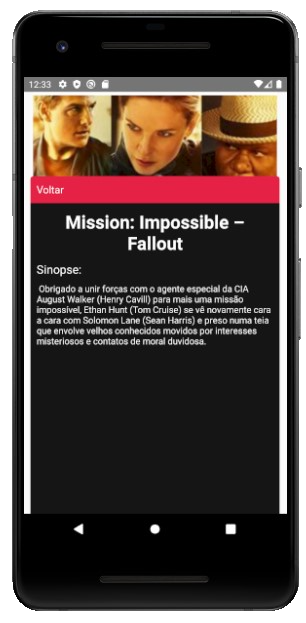 12:33
Voltar
Mission: Impossible –
Fallout
Sinopse:
Obrigado a unir forças com o agente especial da CIA
August Walker (Henry Cavill) para mais uma missão
impossível, Ethan Hunt (Tom Cruise) se vê novamente cara
a cara com Solomon Lane (Sean Harris) e preso numa teia
que envolve velhos conhecidos movidos por interesses
misteriosos e contatos de moral duvidosa.